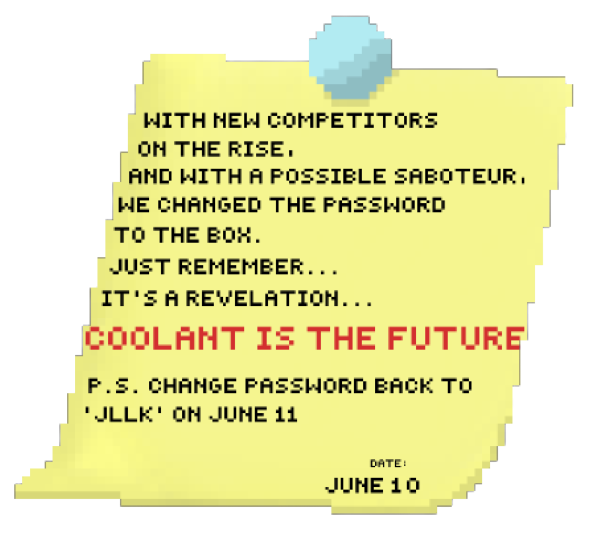 WITH NEW COMPETITORS
ON THE RISE,
AND WITH A POSSIBLE SABOTEUR,
WE CHANGED THE PASSWORD
TO THE BOX.
JUST REMEMBER...
IT'S A REVELATION...
COOLANT IS THE FUTURE
P.S. CHANGE PASSWORD BACK TO
'JLLK' ON JUNE 11
DATE:
JUNE 10